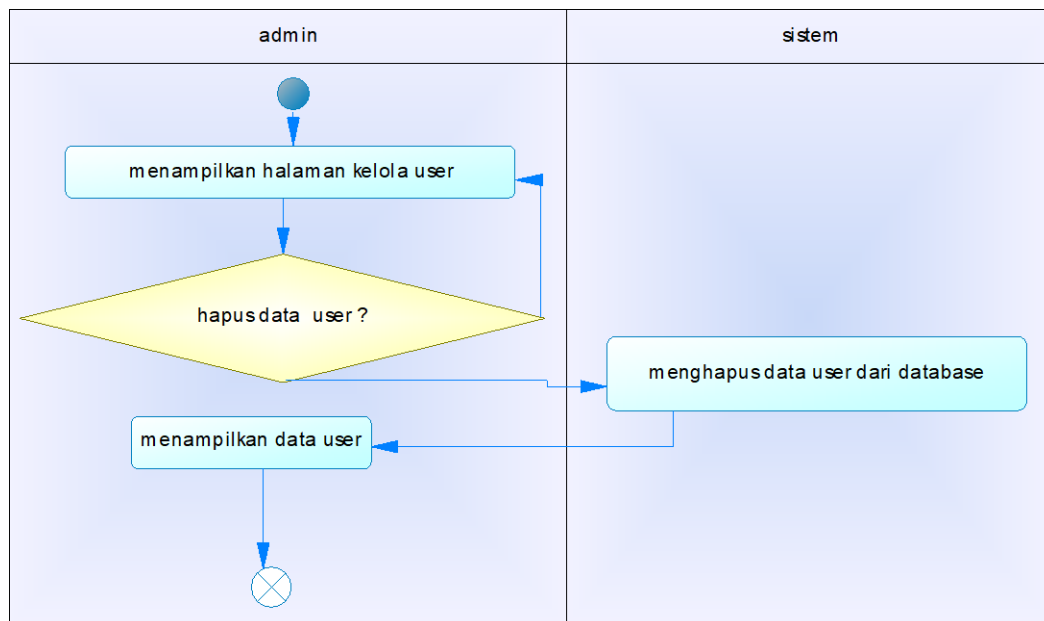 admin
sistem
menampilkan halaman kelola user
hapus data user ?
menghapus data user dari database
menampilkan data user